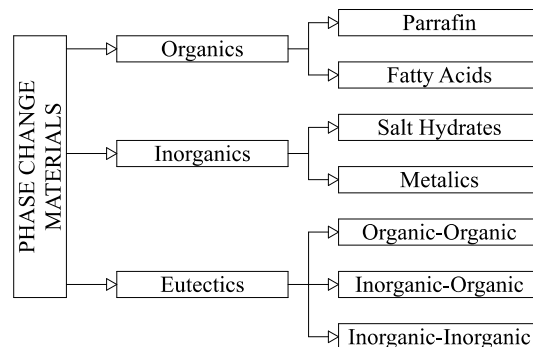 PHASE CHANGE
MATERIALS
Organics
Parrafin
Fatty Acids
Inorganics
Salt Hydrates
Metalics
Eutectics
Organic-Organic
Inorganic-Organic
Inorganic-Inorganic